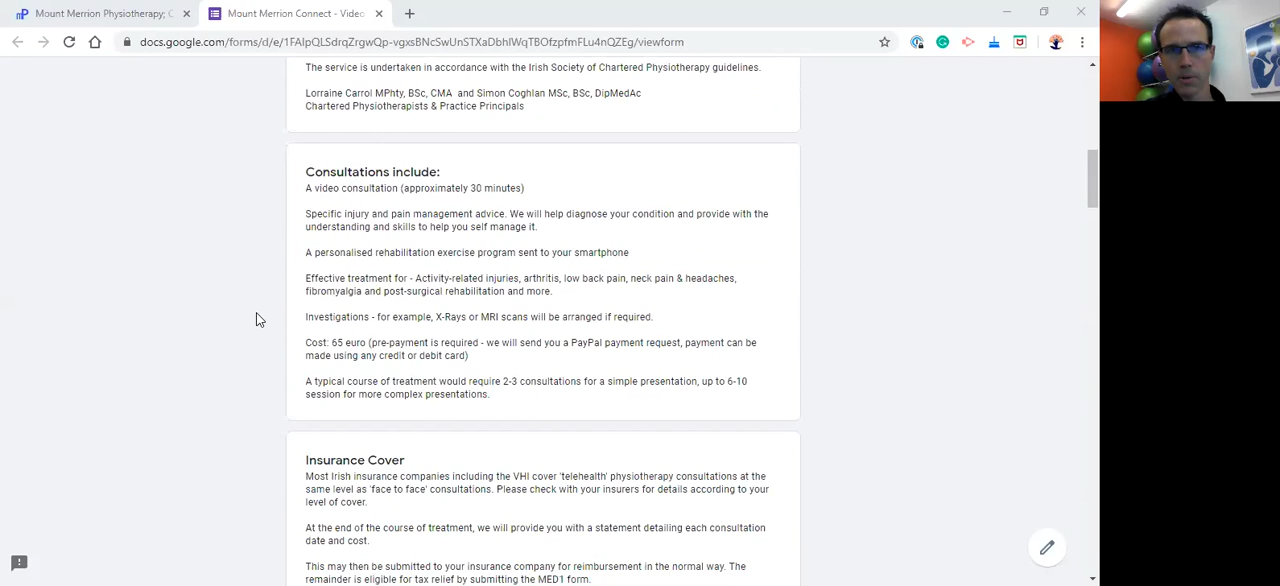 Mount Merrion Physiotherapy; C
Mount Merrion Connect - Video
docs.google.com/forms/d/e/1FAIpQLSdrqZrgwQp-vgxsBNcSwUnSTXaDbhlWqTBOfzpfmFLu4nQZEg/viewform
The service is undertaken in accordance with the Irish Society of Chartered Physiotherapy guidelines.
Lorraine Carrol MPhty, BSc, CMA and Simon Coghlan MSc, BSc, DipMedAc
Chartered Physiotherapists & Practice Principals
Consultations include:
A video consultation (approximately 30 minutes)
Specific injury and pain management advice. We will help diagnose your condition and provide with the
understanding and skills to help you self manage it.
A personalised rehabilitation exercise program sent to your smartphone
Effective treatment for - Activity-related injuries, arthritis, low back pain, neck pain & headaches,
fibromyalgia and post-surgical rehabilitation and more.
Investigations - for example, X-Rays or MRI scans will be arranged if required.
Cost: 65 euro (pre-payment is required - we will send you a PayPal payment request, payment can be
made using any credit or debit card)
A typical course of treatment would require 2-3 consultations for a simple presentation, up to 6-10
session for more complex presentations.
Insurance Cover
Most Irish insurance companies including the VHI cover 'telehealth' physiotherapy consultations at the
same level as 'face to face' consultations. Please check with your insurers for details according to your
level of cover.
At the end of the course of treatment, we will provide you with a statement detailing each consultation
date and cost.
This may then be submitted to your insurance company for reimbursement in the normal way. The
remainder is eligible for tax relief by submitting the MED1 form.